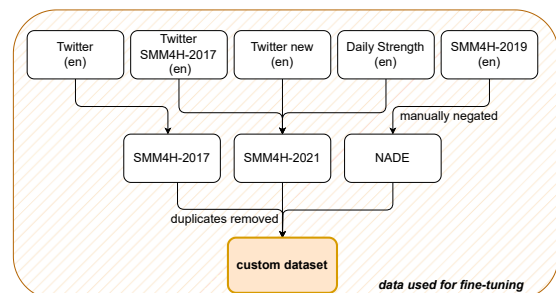 Twitter
(en)
Twitter
SMM4H-2017
(en)
Twitter new
(en)
Daily Strength
(en)
SMM4H-2019
(en)
manually negated
SMM4H-2017
SMM4H-2021
NADE
duplicates removed
custom dataset
data used for fine-tuning